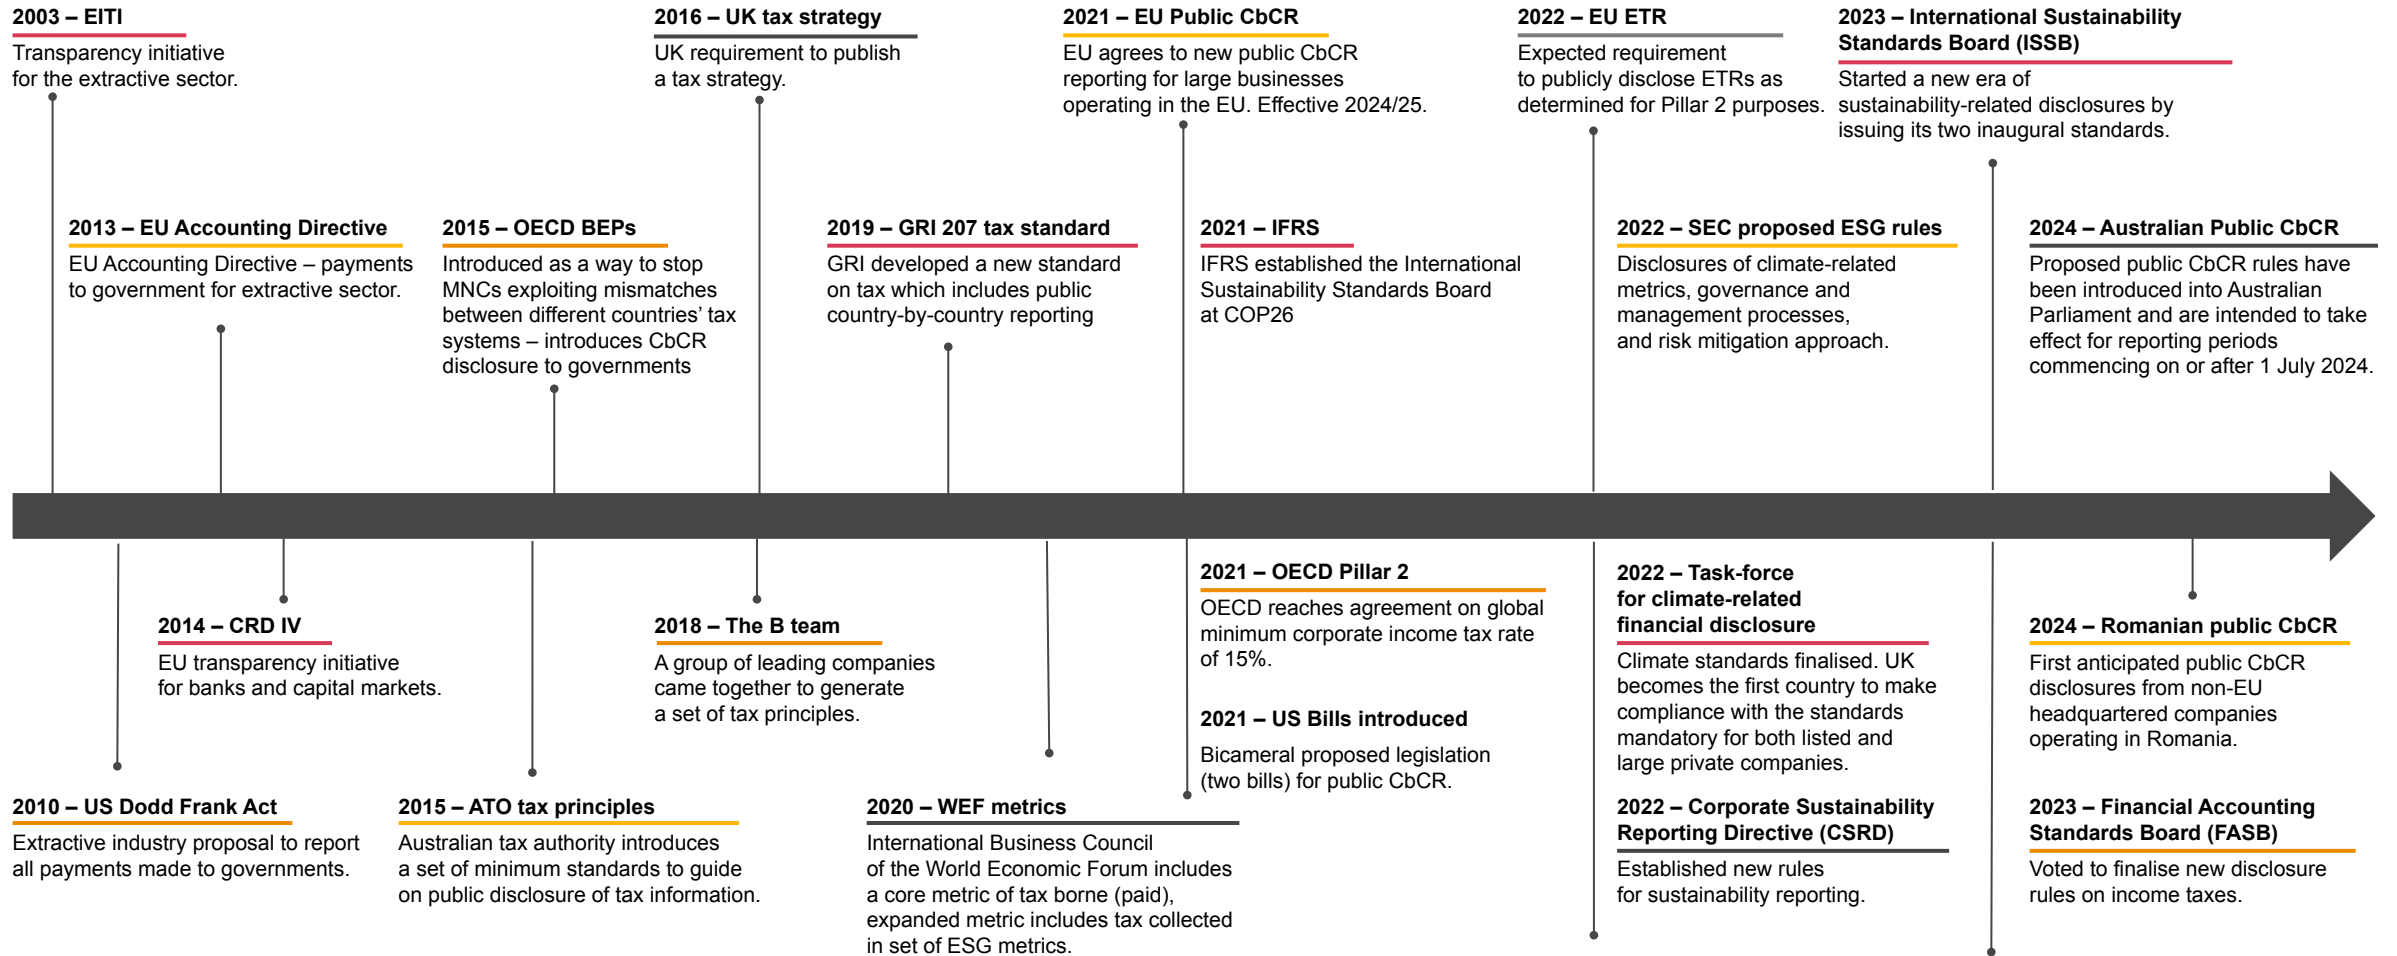 2003 – EITI
Transparency initiative
for the extractive sector.
2016 – UK tax strategy
UK requirement to publish
a tax strategy.
2021 – EU Public CbCR
EU agrees to new public CbCR
reporting for large businesses
operating in the EU. Effective 2024/25.
2022 – EU ETR
Expected requirement
to publicly disclose ETRs as
determined for Pillar 2 purposes.
2023 – International Sustainability
Standards Board (ISSB)
Started a new era of
sustainability-related disclosures by
issuing its two inaugural standards.
2013 – EU Accounting Directive
EU Accounting Directive – payments
to government for extractive sector.
2015 – OECD BEPs
Introduced as a way to stop
MNCs exploiting mismatches
between different countries’ tax
systems – introduces CbCR
disclosure to governments
2019 – GRI 207 tax standard
GRI developed a new standard
on tax which includes public
country-by-country reporting
2021 – IFRS
IFRS established the International
Sustainability Standards Board
at COP26
2022 – SEC proposed ESG rules
Disclosures of climate-related
metrics, governance and
management processes,
and risk mitigation approach.
2024 – Australian Public CbCR
Proposed public CbCR rules have
been introduced into Australian
Parliament and are intended to take
effect for reporting periods
commencing on or after 1 July 2024.
2014 – CRD IV
EU transparency initiative
for banks and capital markets.
2018 – The B team
A group of leading companies
came together to generate
a set of tax principles.
2021 – OECD Pillar 2
OECD reaches agreement on global
minimum corporate income tax rate
of 15%.
2021 – US Bills introduced
Bicameral proposed legislation
(two bills) for public CbCR.
2022 – Task-force
for climate-related
financial disclosure
Climate standards finalised. UK
becomes the first country to make
compliance with the standards
mandatory for both listed and
large private companies.
2024 – Romanian public CbCR
First anticipated public CbCR
disclosures from non-EU
headquartered companies
operating in Romania.
2010 – US Dodd Frank Act
Extractive industry proposal to report
all payments made to governments.
2015 – ATO tax principles
Australian tax authority introduces
a set of minimum standards to guide
on public disclosure of tax information.
2020 – WEF metrics
International Business Council
of the World Economic Forum includes
a core metric of tax borne (paid),
expanded metric includes tax collected
in set of ESG metrics.
2022 – Corporate Sustainability
Reporting Directive (CSRD)
Established new rules
for sustainability reporting.
2023 – Financial Accounting
Standards Board (FASB)
Voted to finalise new disclosure
rules on income taxes.